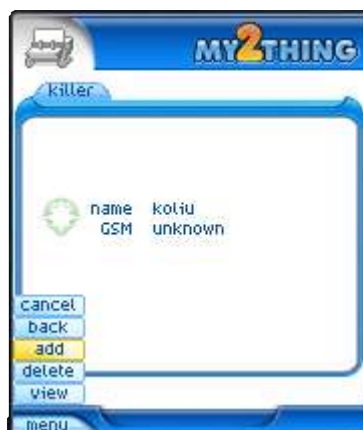 MY2THING
killer
name koliu
GSM unknown
cancel
back
add
delete
view
menu